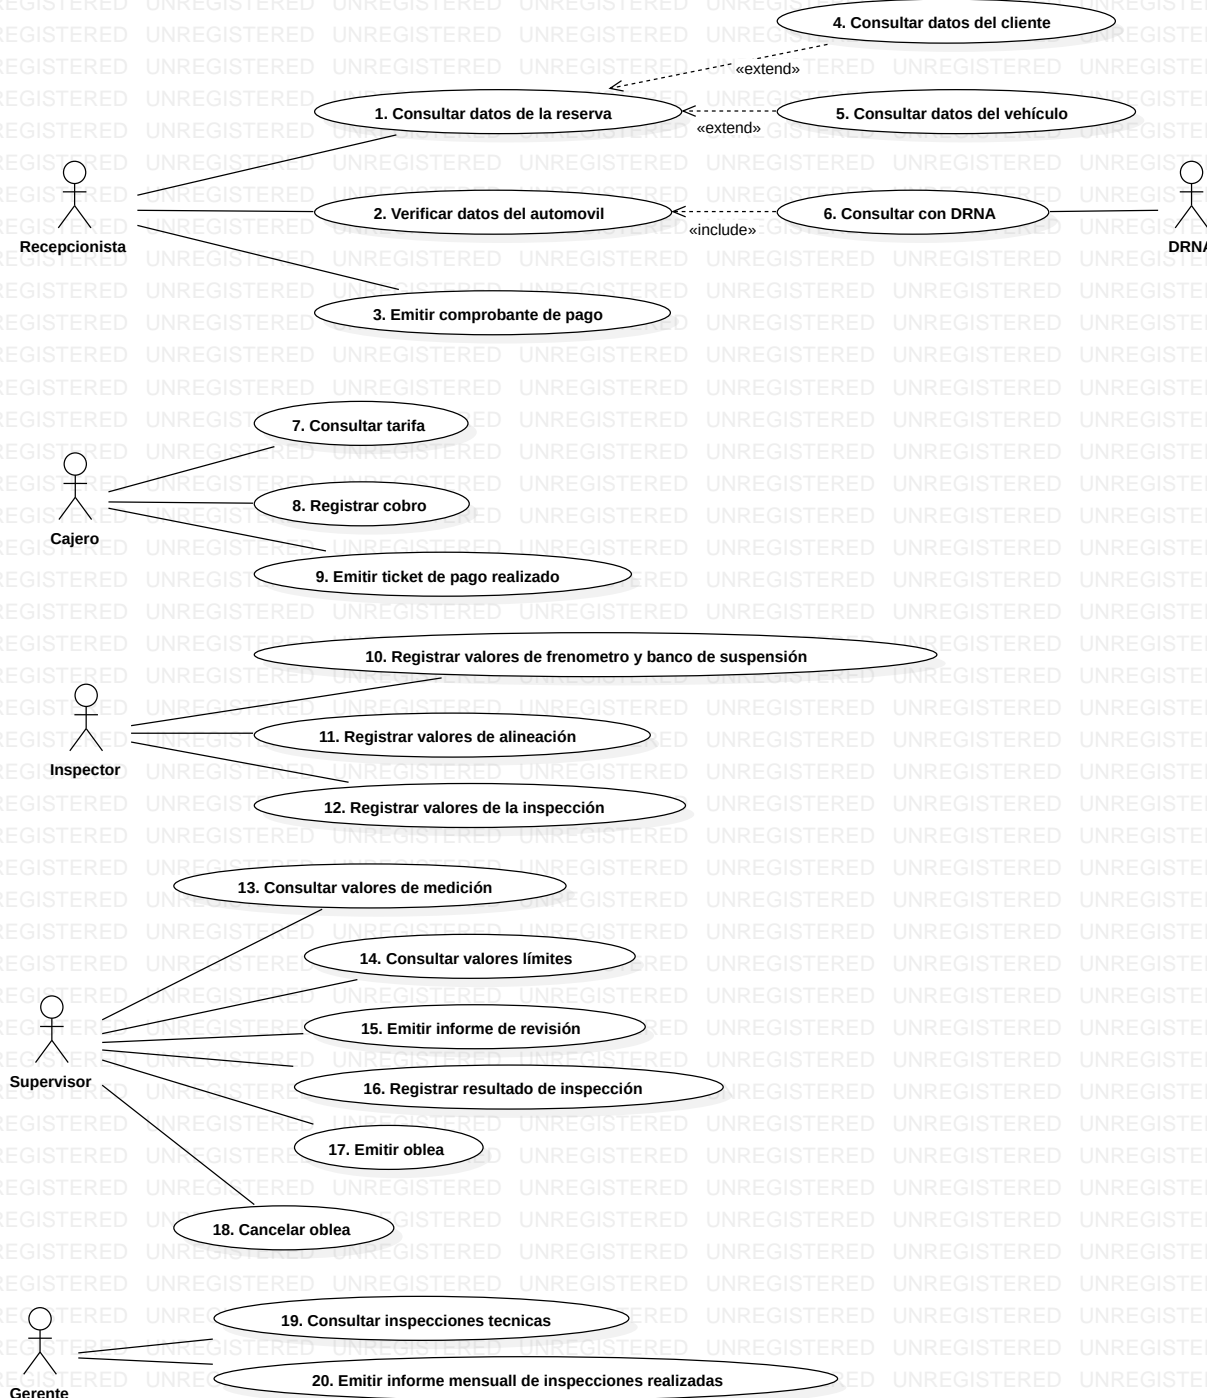 4. Consultar datos del cliente
«extend»
1. Consultar datos de la reserva
5. Consultar datos del vehículo
«extend»
2. Verificar datos del automovil
6. Consultar con DRNA
«include»
Recepcionista
DRNA
3. Emitir comprobante de pago
7. Consultar tarifa
8. Registrar cobro
Cajero
9. Emitir ticket de pago realizado
10. Registrar valores de frenometro y banco de suspensión
11. Registrar valores de alineación
Inspector
12. Registrar valores de la inspección
13. Consultar valores de medición
14. Consultar valores límites
15. Emitir informe de revisión
Supervisor
16. Registrar resultado de inspección
17. Emitir oblea
18. Cancelar oblea
19. Consultar inspecciones tecnicas
20. Emitir informe mensuall de inspecciones realizadas
Gerente
UNREGISTERED